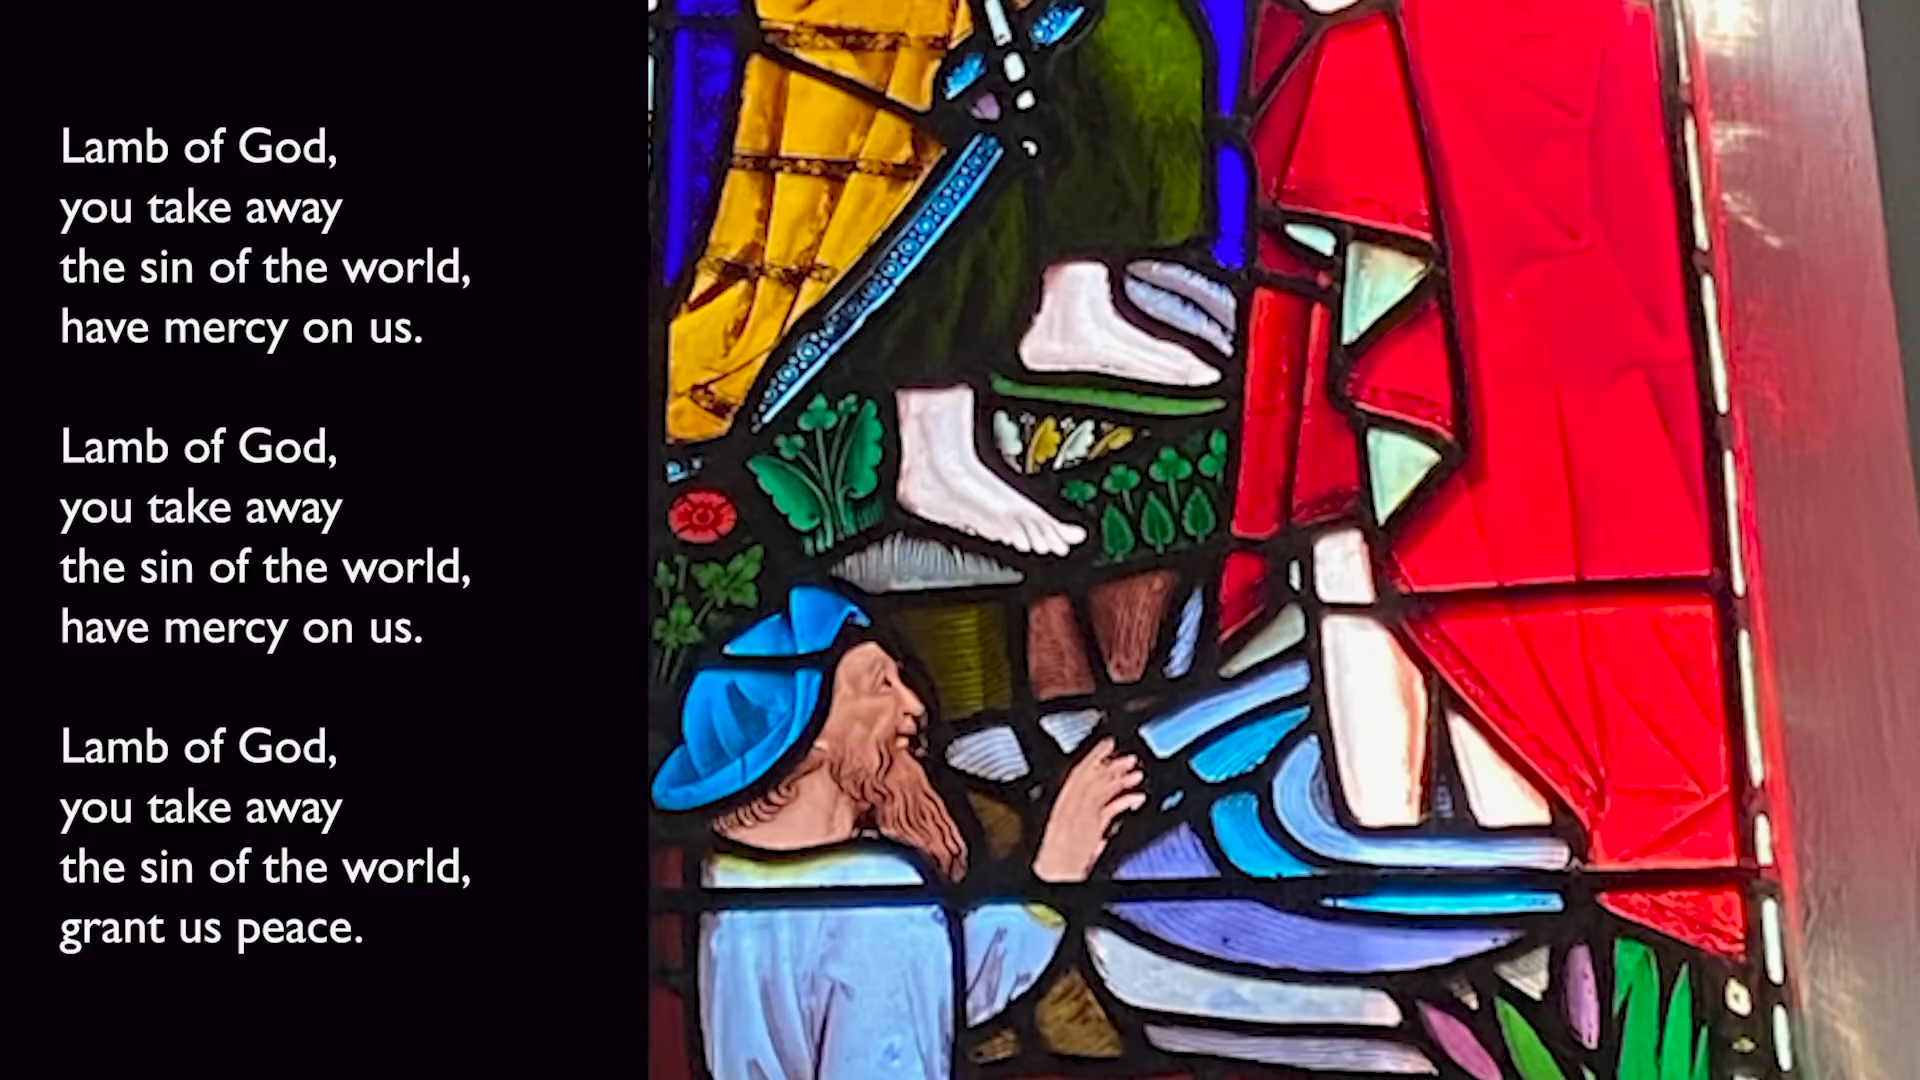 Lamb of God,
you take away
the sin of the world,
have mercy on us.
Lamb of God,
you take away
the sin of the world,
have mercy on us.
Lamb of God,
you take away
the sin of the world,
grant us peace.